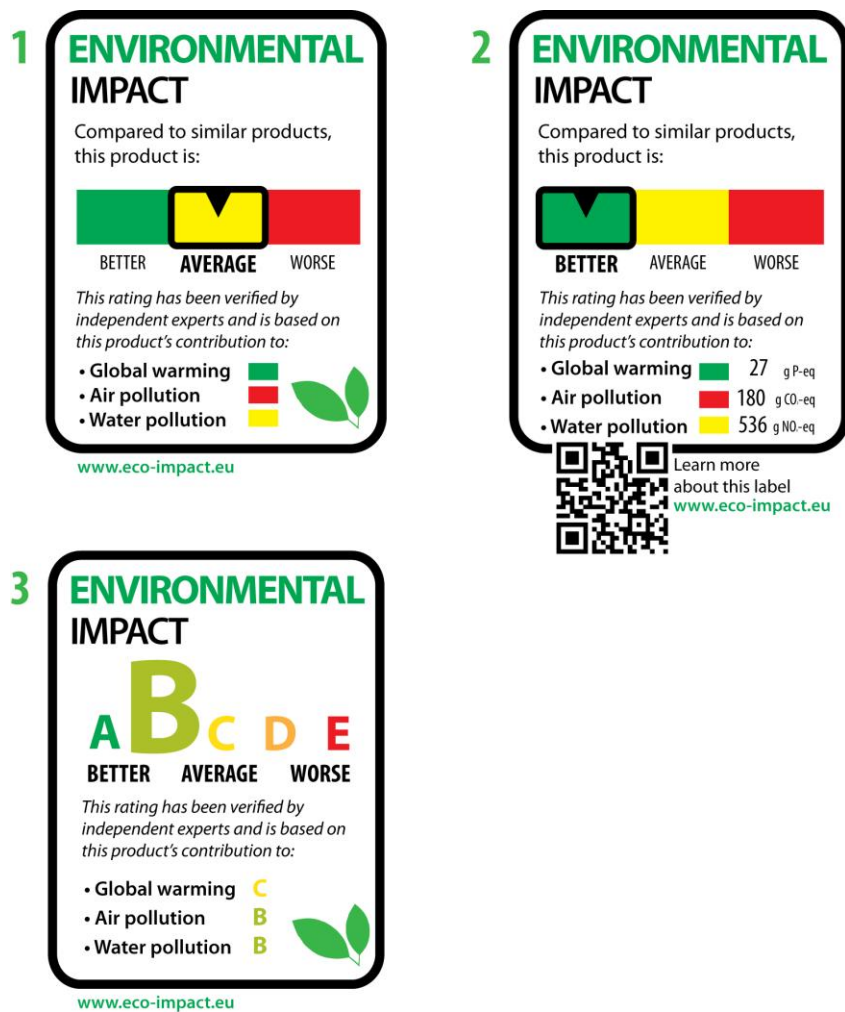 1
ENVIRONMENTAL
IMPACT
Compared to similar products,
this product is:
BETTER AVERAGE WORSE
This rating has been verified by
independent experts and is based on
this product's contribution to:
• Global warming
• Air pollution
• Water pollution
www.eco-impact.eu
2
ENVIRONMENTAL
IMPACT
Compared to similar products,
this product is:
BETTER AVERAGE WORSE
This rating has been verified by
independent experts and is based on
this product's contribution to:
• Global warming 27 g P-eq
• Air pollution 180 g CO.-eq
• Water pollution 536 g NO.-eq
Learn more
about this label
www.eco-impact.eu
3
ENVIRONMENTAL
IMPACT
A B C D E
BETTER AVERAGE WORSE
This rating has been verified by
independent experts and is based on
this product's contribution to:
• Global warming C
• Air pollution B
• Water pollution B
www.eco-impact.eu